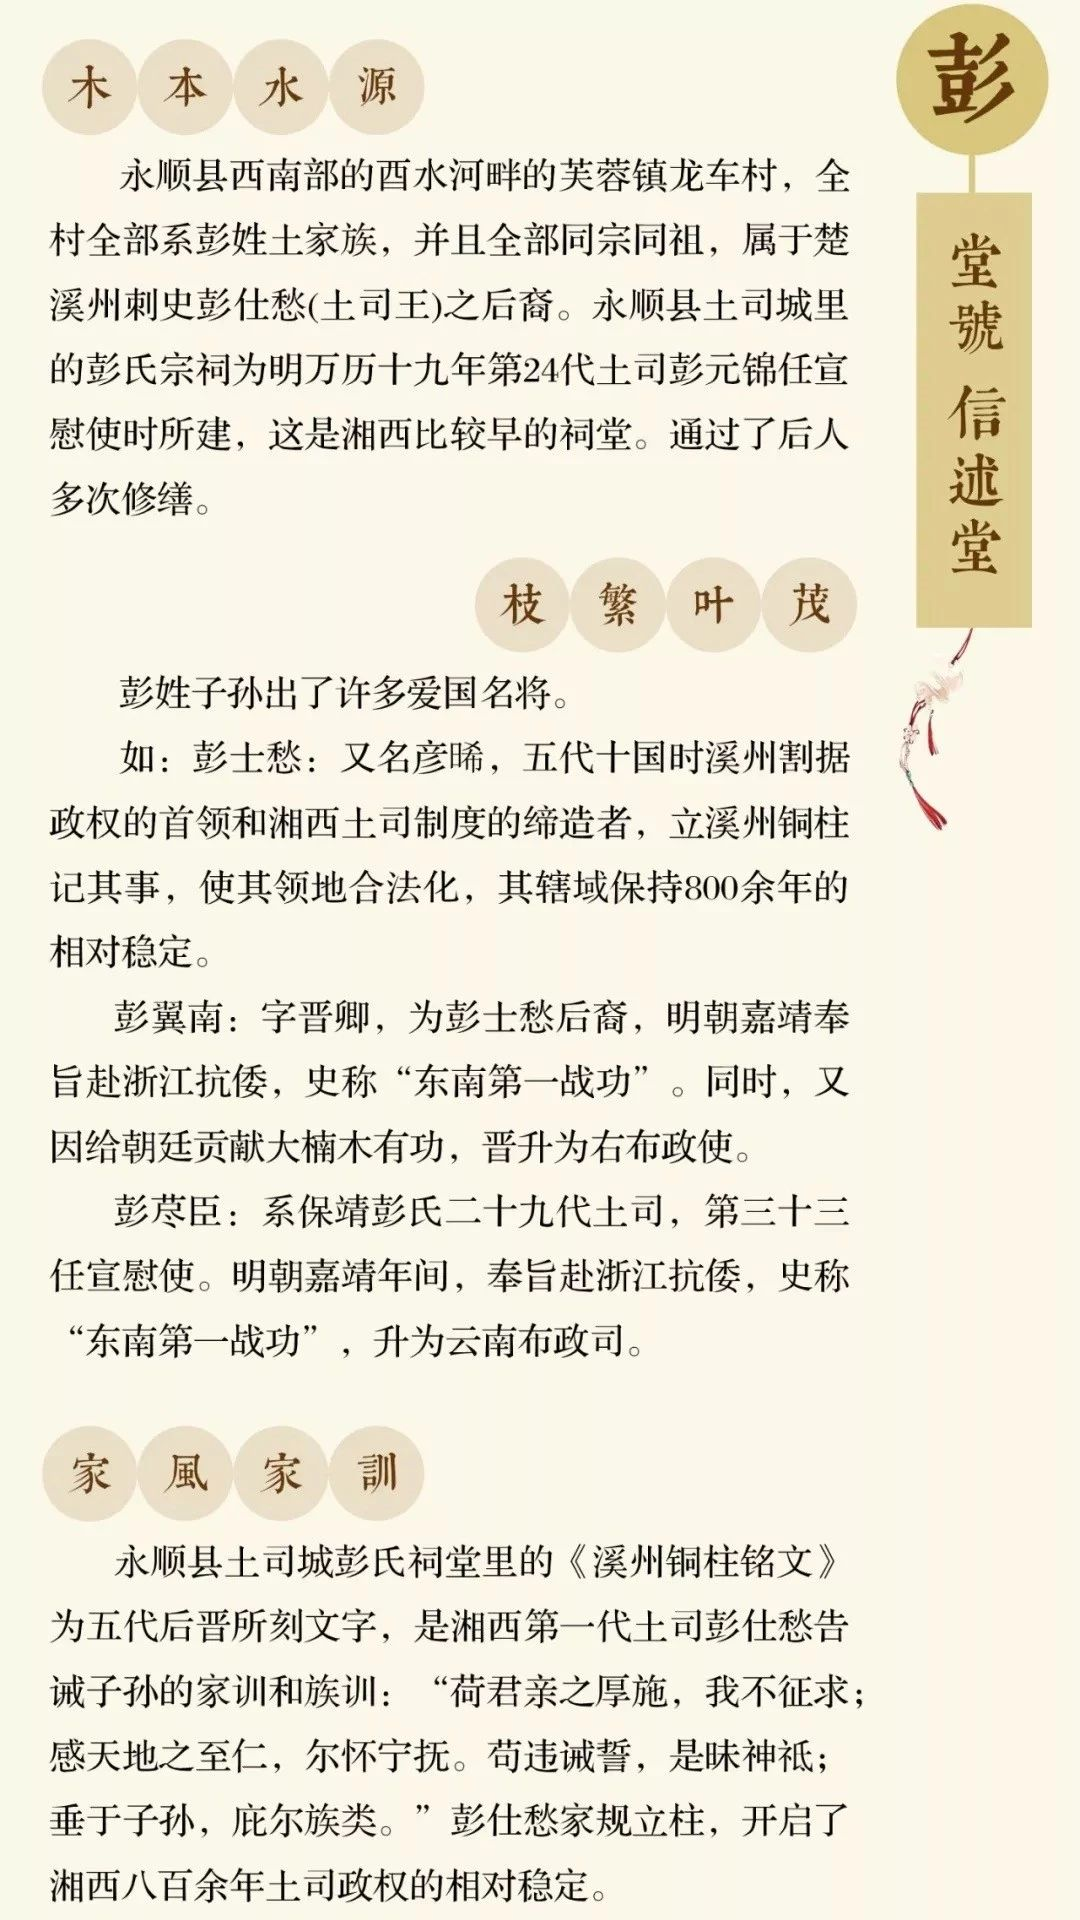 彭
堂號 信述堂
木本水源
永顺县西南部的酉水河畔的芙蓉镇龙车村，全
村全部系彭姓土家族，并且全部同宗同祖，属于楚
溪州刺史彭仕愁(土司王)之后裔。永顺县土司城里
的彭氏宗祠为明万历十九年第24代土司彭元锦任宣
慰使时所建，这是湘西比较早的祠堂。通过了后人
多次修缮。
枝繁叶茂
彭姓子孙出了许多爱国名将。
如：彭士愁：又名彦晞，五代十国时溪州割据
政权的首领和湘西土司制度的缔造者，立溪州铜柱
记其事，使其领地合法化，其辖域保持800余年的
相对稳定。
彭翼南：字晋卿，为彭士愁后裔，明朝嘉靖奉
旨赴浙江抗倭，史称“东南第一战功”。同时，又
因给朝廷贡献大楠木有功，晋升为右布政使。
彭荩臣：系保靖彭氏二十九代土司，第三十三
任宣慰使。明朝嘉靖年间，奉旨赴浙江抗倭，史称
“东南第一战功”，升为云南布政司。
家風家訓
永顺县土司城彭氏祠堂里的《溪州铜柱铭文》
为五代后晋所刻文字，是湘西第一代土司彭仕愁告
诫子孙的家训和族训：“荷君亲之厚施，我不征求；
感天地之至仁，尔怀宁抚。苟违诫誓，是昧神祇；
垂于子孙，庇尔族类。”彭仕愁家规立柱，开启了
湘西八百余年土司政权的相对稳定。